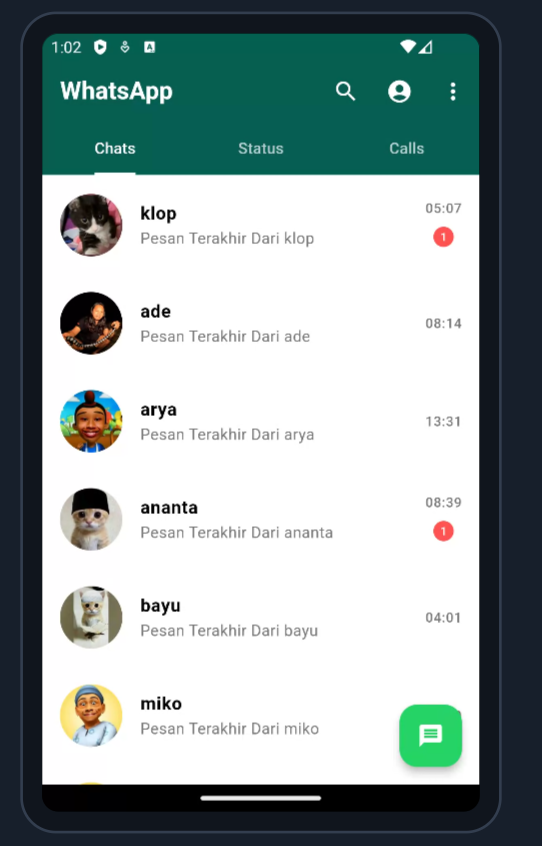 1:02
WhatsApp
Chats Status Calls
klop 05:07
Pesan Terakhir Dari klop 1
ade
Pesan Terakhir Dari ade 08:14
arya
Pesan Terakhir Dari arya 13:31
ananta 08:39
Pesan Terakhir Dari ananta 1
bayu
Pesan Terakhir Dari bayu 04:01
miko
Pesan Terakhir Dari miko